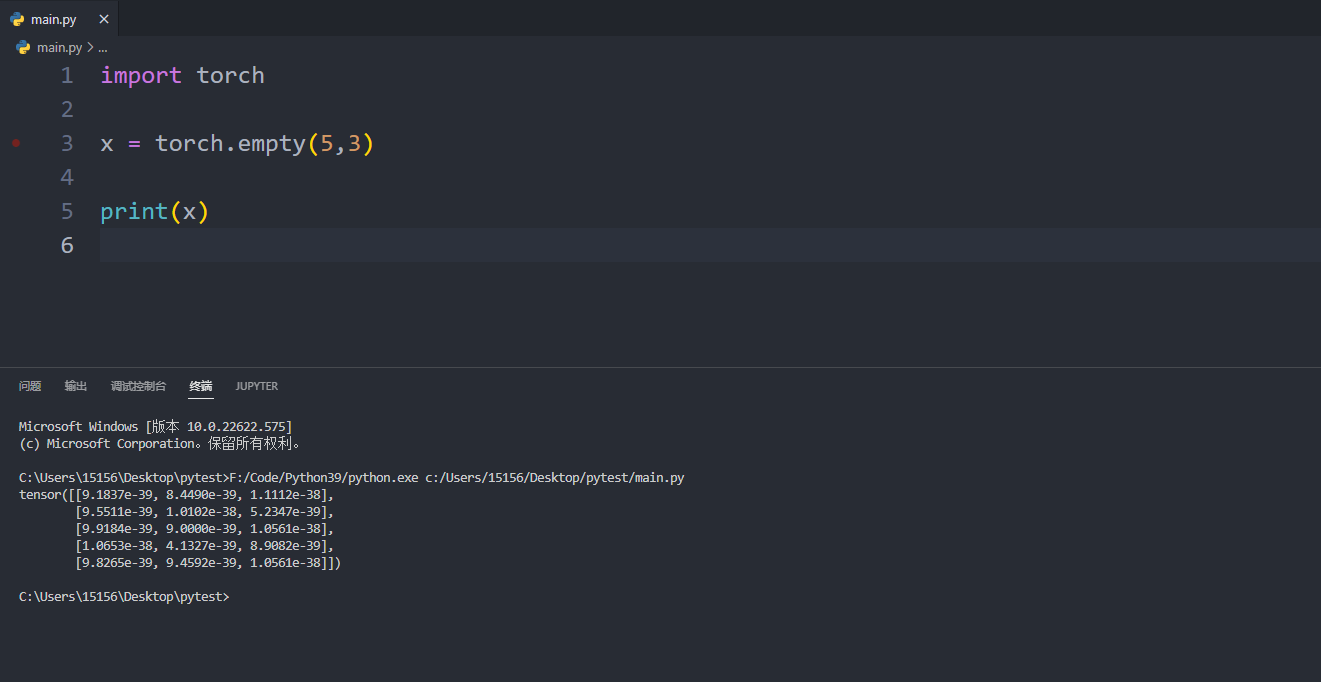 main.py
main.py > ...
1 import torch
2
3 x = torch.empty(5,3)
4
5 print(x)
6
问题 输出 调试控制台 终端 JUPYTER
Microsoft Windows [版本 10.0.22622.575]
(c) Microsoft Corporation。保留所有权利。
C:\Users\15156\Desktop\pytest>F:/Code/Python39/python.exe c:/Users/15156/Desktop/pytest/main.py
tensor([[9.1837e-39, 8.4490e-39, 1.1112e-38],
[9.5511e-39, 1.0102e-38, 5.2347e-39],
[9.9184e-39, 9.0000e-39, 1.0561e-38],
[1.0653e-38, 4.1327e-39, 8.9082e-39],
[9.8265e-39, 9.4592e-39, 1.0561e-38]])
C:\Users\15156\Desktop\pytest>